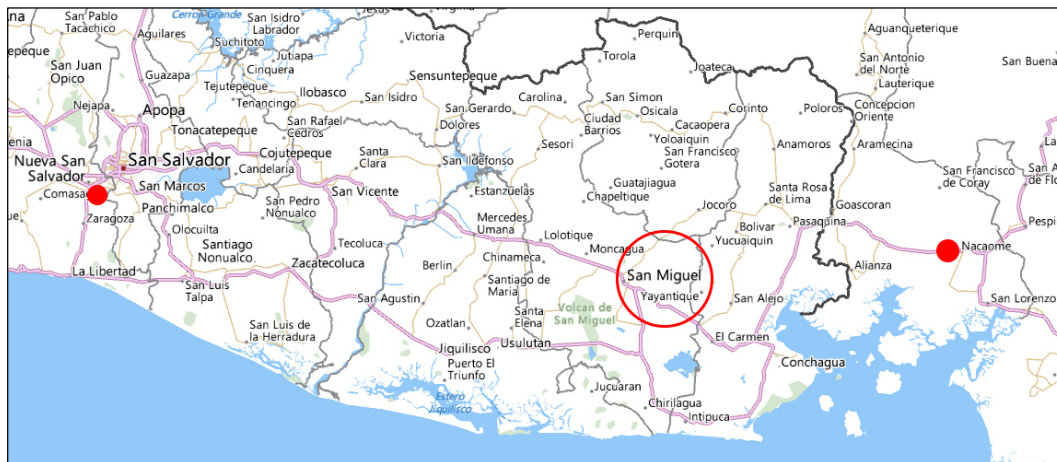 San Pablo
Tacachico
Cerron Grande
San Isidro
Labrador
Virginia
Victoria
Perquin
Aguanqueterique
Aguilares
Suchitoto
Jutiapa
Cinquera
Torola
Joateca
San Antonio
del Norte
Lauterique
San Buena
San Juan
Opico
Guazapa
Tejutepeque
Tenancingo
Ilobasco
Sensuntepeque
San Isidro
San Gerardo
Dolores
Carolina
San Simon
Osicala
Corinto
Poloros
Concepcion
Oriente
Nejapa
Apopa
Tonacatepeque
San Rafael
Cedros
Ciudad
Barrios
Cacaopera
Yoloaiquin
San Francisco
Gotera
Anamoros
Aramecina
Sesori
Nueva San
Salvador
San Salvador
Cojutepeque
Candelaria
Santa
Clara
San Ildefonso
San Francisco
de Coray
San A
de Flo
Comasa
San Marcos
Panchimalco
Zaragoza
San Vicente
Estanzuelas
Guatajiagua
Chapeltique
Santa Rosa
de Lima
Jocoro
Goascoran
Pasaquina
San Pedro
Nonualco
Olocuilta
Mercedes
Umana
Lolotique
Moncagua
Bolivar
Yucuaiquin
Pespi
Nacaome
Santiago
Nonualco
Tecoluca
Zacatecoluca
Berlin
Chinameca
Santiago de
Maria
San Miguel
Yayantique
Alianza
La Libertad
San Luis
Talpa
San Agustin
San Alejo
San Lorenzo
Volcan de
San Miguel
San Luis de
la Herradura
Ozatlan
Santa
Elena
Jiquilisco
Usulutan
El Carmen
Puerto El
Triunfo
Conchagua
Estero
Jiquilisco
Jucuaran
Chirilagua
Intipuca